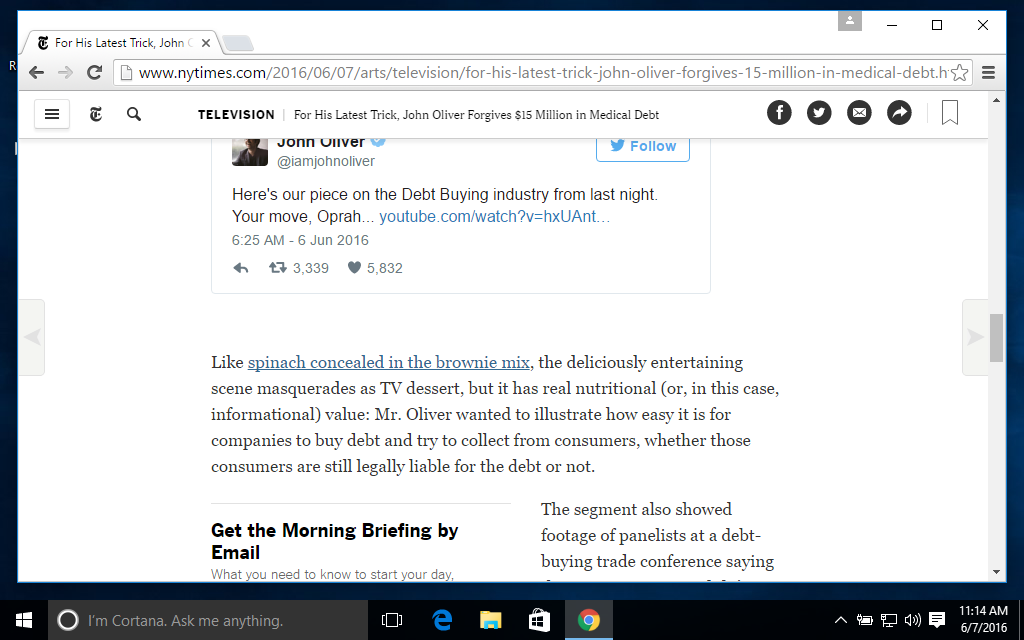 For His Latest Trick, John
www.nytimes.com/2016/06/07/arts/television/for-his-latest-trick-john-oliver-forgives-15-million-in-medical-debt.h
TELEVISION | For His Latest Trick, John Oliver Forgives $15 Million in Medical Debt
John Oliver
@iamjohnoliver
Follow
Here's our piece on the Debt Buying industry from last night.
Your move, Oprah... youtube.com/watch?v=hxUAnt...
6:25 AM - 6 Jun 2016
3,339 5,832
Like spinach concealed in the brownie mix, the deliciously entertaining
scene masquerades as TV dessert, but it has real nutritional (or, in this case,
informational) value: Mr. Oliver wanted to illustrate how easy it is for
companies to buy debt and try to collect from consumers, whether those
consumers are still legally liable for the debt or not.
Get the Morning Briefing by
Email
What you need to know to start your day,
The segment also showed
footage of panelists at a debt-
buying trade conference saying
I'm Cortana. Ask me anything.
11:14 AM
6/7/2016